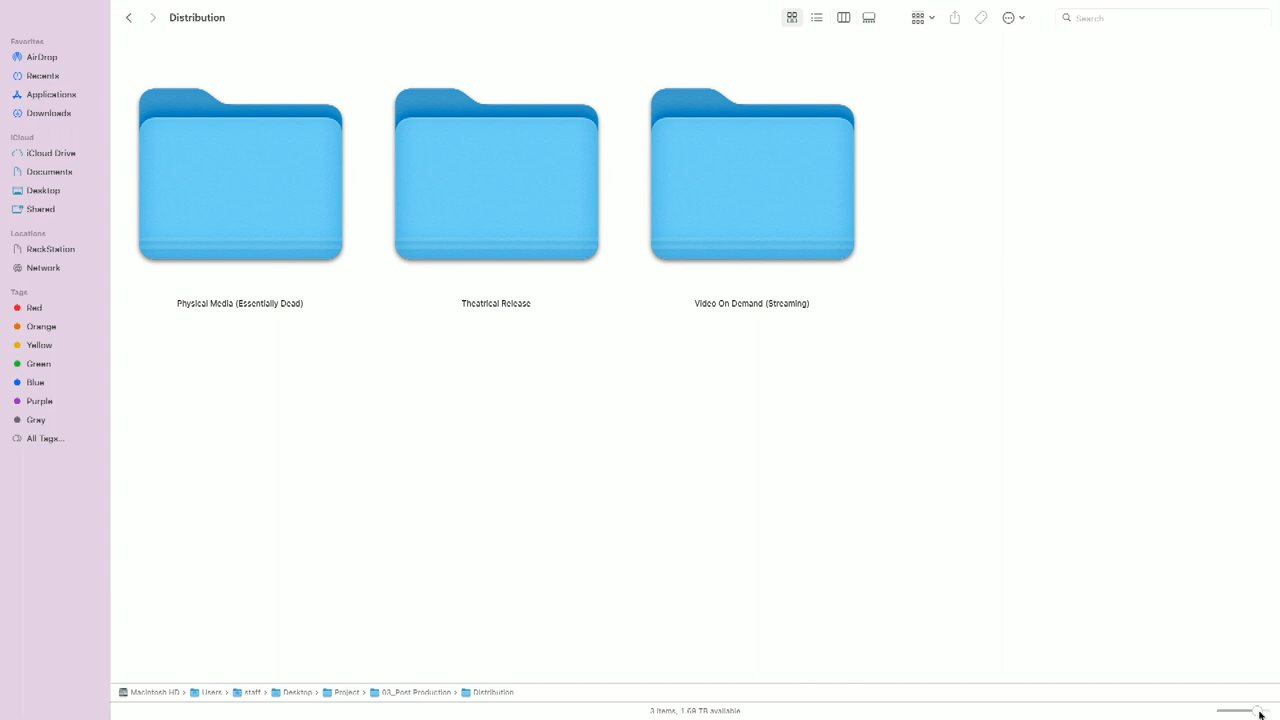 Distribution
Search
Favorites
AirDrop
Recents
Applications
Downloads
iCloud
iCloud Drive
Documents
Desktop
Shared
Locations
RackStation
Network
Tags
Red
Orange
Yellow
Green
Blue
Purple
Gray
All Tags...
Physical Media (Essentially Dead)
Theatrical Release
Video On Demand (Streaming)
Macintosh HD › Users › staff › Desktop › Project › 03_Post Production › Distribution
3 items, 1.68 TB available